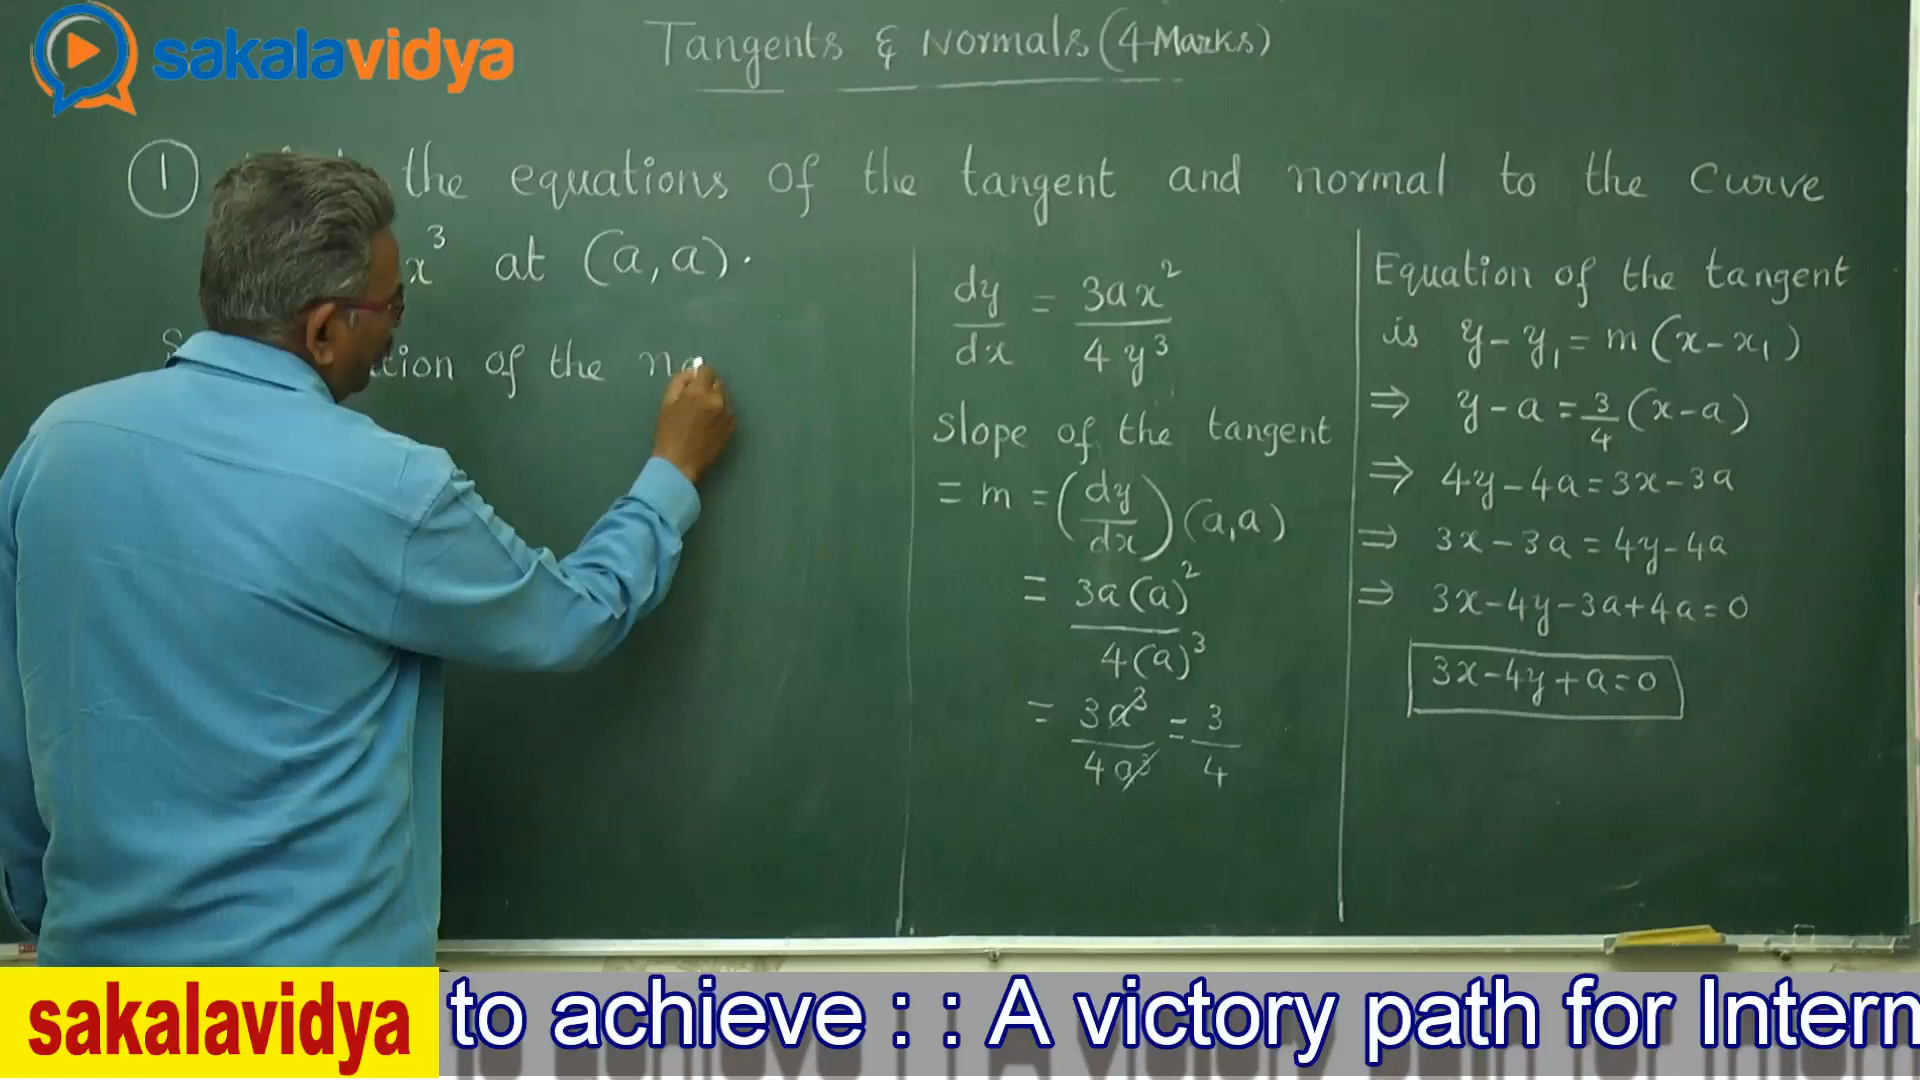 sakalavidya
Tangents & Normals (4 Marks)
1 the equations of the tangent and normal to the curve
x³ at (a, a).
tion of the no
dy/dx = 3ax²/4y³
Slope of the tangent
= m = (dy/dx) (a, a)
= 3a(a)²/4(a)³
= 3a³/4a³ = 3/4
Equation of the tangent
is y - y₁ = m(x - x₁)
⇒ y - a = 3/4 (x - a)
⇒ 4y - 4a = 3x - 3a
⇒ 3x - 3a = 4y - 4a
⇒ 3x - 4y - 3a + 4a = 0
3x - 4y + a = 0
sakalavidya to achieve : : A victory path for Intern